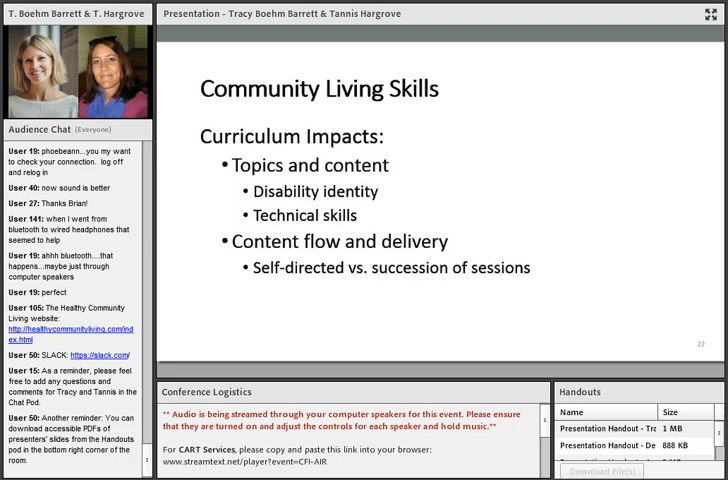 T. Boehm Barrett & T. Hargrove
Presentation - Tracy Boehm Barrett & Tannis Hargrove
Audience Chat (Everyone)
User 19: phoebeann...you my want
to check your connection. log off
and relog in
User 40: now sound is better
User 27: Thanks Brian!
User 141: when I went from
bluetooth to wired headphones that
seemed to help
User 19: ahhh bluetooth....that
happens...maybe just through
computer speakers
User 19: perfect
User 105: The Healthy Community
Living website:
http://healthycommunityliving.com/ind
ex.html
User 50: SLACK: https://slack.com/
User 15: As a reminder, please feel
free to add any questions and
comments for Tracy and Tannis in the
Chat Pod.
User 50: Another reminder: You can
download accessible PDFs of
presenters' slides from the Handouts
pod in the bottom right corner of the
room.
Community Living Skills
Curriculum Impacts:
• Topics and content
• Disability identity
• Technical skills
• Content flow and delivery
• Self-directed vs. succession of sessions
22
Conference Logistics
** Audio is being streamed through your computer speakers for this event. Please ensure
that they are turned on and adjust the controls for each speaker and hold music.**
For CART Services, please copy and paste this link into your browser:
www.streamtext.net/player?event=CFI-AIR
Handouts
Name Size
Presentation Handout - Tra 1 MB
Presentation Handout - De 888 KB
Download File(s)